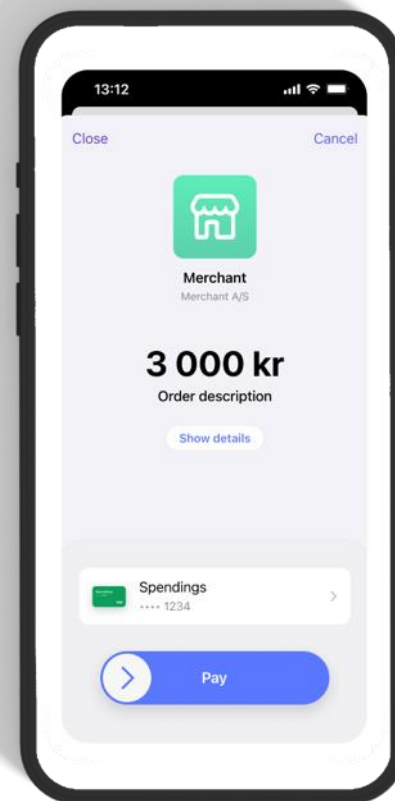 13:12
Close Cancel
Merchant
Merchant A/S
3 000 kr
Order description
Show details
Spendings
•••• 1234
Pay